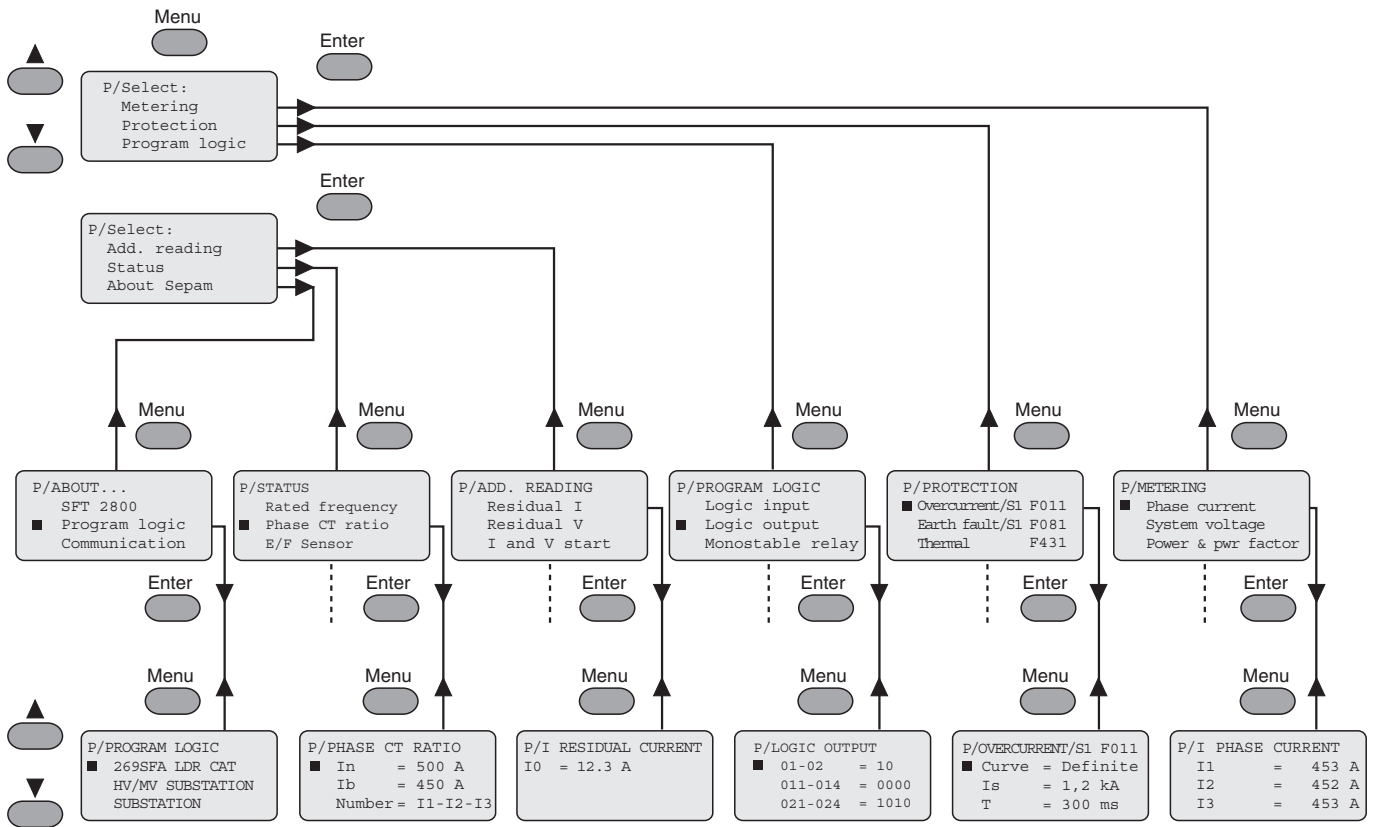 Menu
Enter
P/Select:
Metering
Protection
Program logic
Enter
P/Select:
Add. reading
Status
About Sepam
Menu
Menu
Menu
Menu
Menu
Menu
P/ABOUT...
SFT 2800
Program logic
Communication
P/STATUS
Rated frequency
Phase CT ratio
E/F Sensor
P/ADD. READING
Residual I
Residual V
I and V start
P/PROGRAM LOGIC
Logic input
Logic output
Monostable relay
P/PROTECTION
Overcurrent/S1 F011
Earth fault/S1 F081
Thermal F431
P/METERING
Phase current
System voltage
Power & pwr factor
Enter
Enter
Enter
Enter
Enter
Enter
Menu
Menu
Menu
Menu
Menu
Menu
P/PROGRAM LOGIC
269SFA LDR CAT
HV/MV SUBSTATION
SUBSTATION
P/PHASE CT RATIO
In = 500 A
Ib = 450 A
Number = I1-I2-I3
P/I RESIDUAL CURRENT
I0 = 12.3 A
P/LOGIC OUTPUT
01-02 = 10
011-014 = 0000
021-024 = 1010
P/OVERCURRENT/S1 F011
Curve = Definite
Is = 1,2 kA
T = 300 ms
P/I PHASE CURRENT
I1 = 453 A
I2 = 452 A
I3 = 453 A